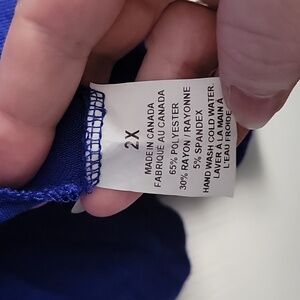 2X
MADE IN CANADA
FABRIQUÉ AU CANADA
65% POLYESTER
30% RAYON / RAYONNE
5% SPANDEX
HAND WASH COLD WATER
LAVER À LA MAIN À
L'EAU FROIDE